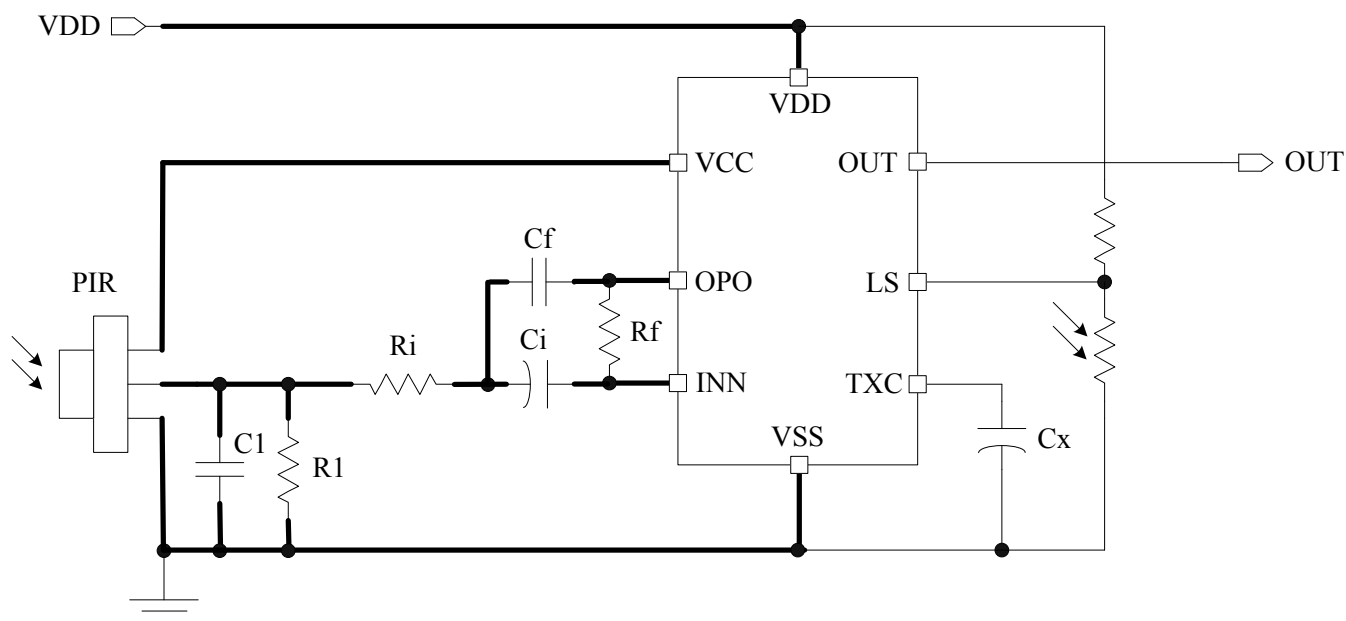 VDD
VDD
VCC
OUT
OUT
Cf
PIR
OPO
LS
Rf
Ci
Ri
INN
TXC
VSS
C1
R1
Cx